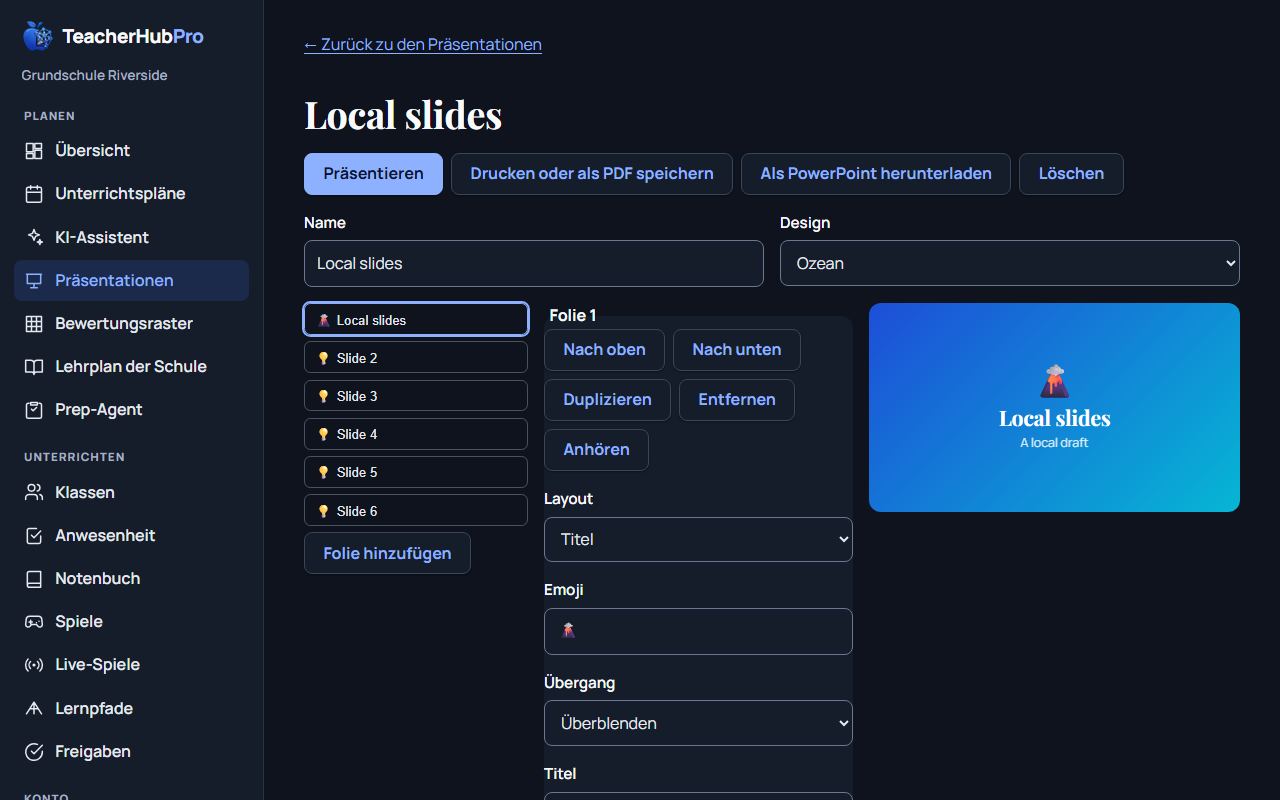 TeacherHubPro
Grundschule Riverside
PLANEN
Übersicht
Unterrichtspläne
KI-Assistent
Präsentationen
Bewertungsraster
Lehrplan der Schule
Prep-Agent
UNTERRICHTEN
Klassen
Anwesenheit
Notenbuch
Spiele
Live-Spiele
Lernpfade
Freigaben
KONTO
← Zurück zu den Präsentationen
Local slides
Präsentieren
Drucken oder als PDF speichern
Als PowerPoint herunterladen
Löschen
Name
Local slides
Design
Ozean
Local slides
Slide 2
Slide 3
Slide 4
Slide 5
Slide 6
Folie hinzufügen
Folie 1
Nach oben
Nach unten
Duplizieren
Entfernen
Anhören
Layout
Titel
Emoji
Übergang
Überblenden
Titel
Local slides
A local draft